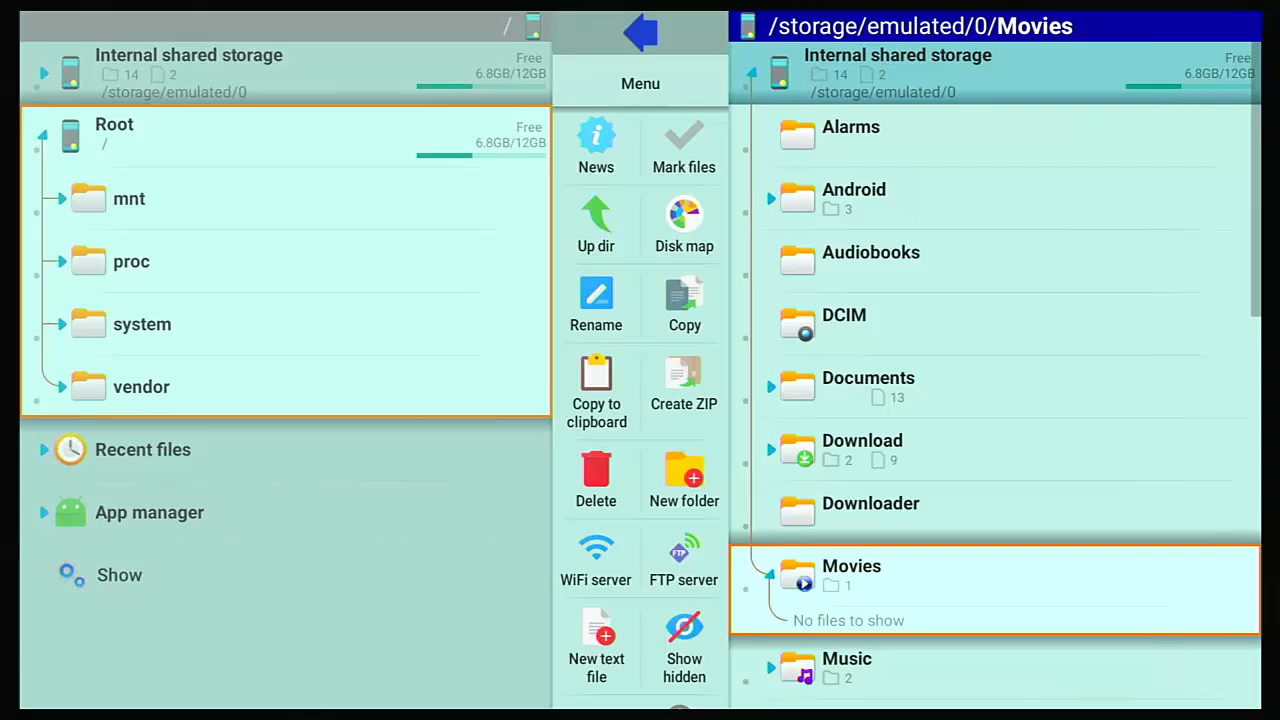 /
Internal shared storage
14 2
/storage/emulated/0
Free
6.8GB/12GB
Root
/
Free
6.8GB/12GB
mnt
proc
system
vendor
Recent files
App manager
Show
Menu
News
Mark files
Up dir
Disk map
Rename
Copy
Copy to
clipboard
Create ZIP
Delete
New folder
WiFi server
FTP
FTP server
New text
file
Show
hidden
/storage/emulated/0/Movies
Internal shared storage
14 2
/storage/emulated/0
Free
6.8GB/12GB
Alarms
Android
3
Audiobooks
DCIM
Documents
13
Download
2 9
Downloader
Movies
1
No files to show
Music
2